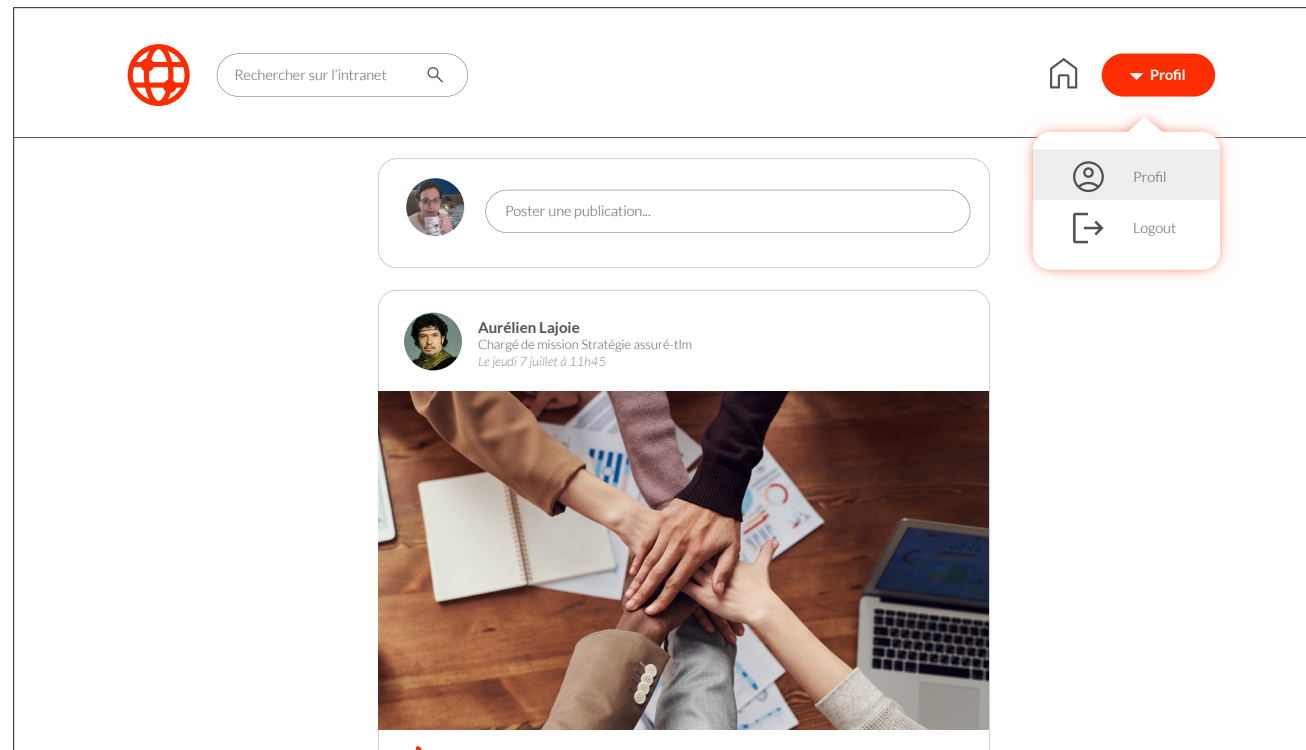 Rechercher sur l'intranet
Profil
Profil
Logout
Poster une publication...
Aurélien Lajoie
Chargé de mission Stratégie assuré-tlm
Le jeudi 7 juillet à 11h45